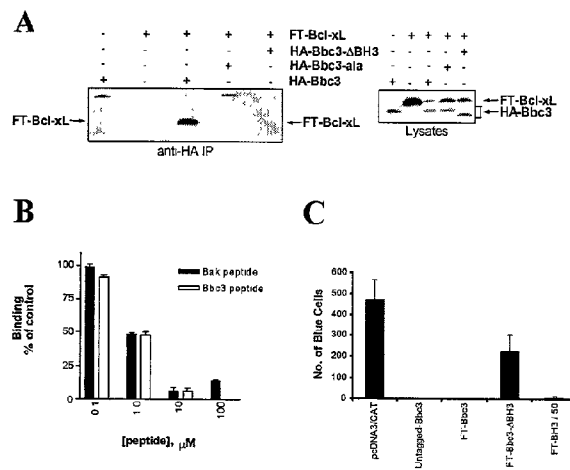 A
- + + + + FT-Bcl-xL - + + + +
- - - - + HA-Bbc3-ΔBH3 - - - - +
- - - + - HA-Bbc3-ala - - - + -
+ - + - - HA-Bbc3 + - + - -
FT-Bcl-xL
FT-Bcl-xL
anti-HA IP
FT-Bcl-xL
HA-Bbc3
Lysates
B
Binding
% of control
100
75
50
25
0
Bak peptide
Bbc3 peptide
0.1
1.0
10
100
[peptide], μM
C
No. of Blue Cells
600
500
400
300
200
100
0
pcDNA3/CAT
Untagged-Bbc3
FT-Bbc3
FT-Bbc3-ΔBH3
FT-BH3 / 50